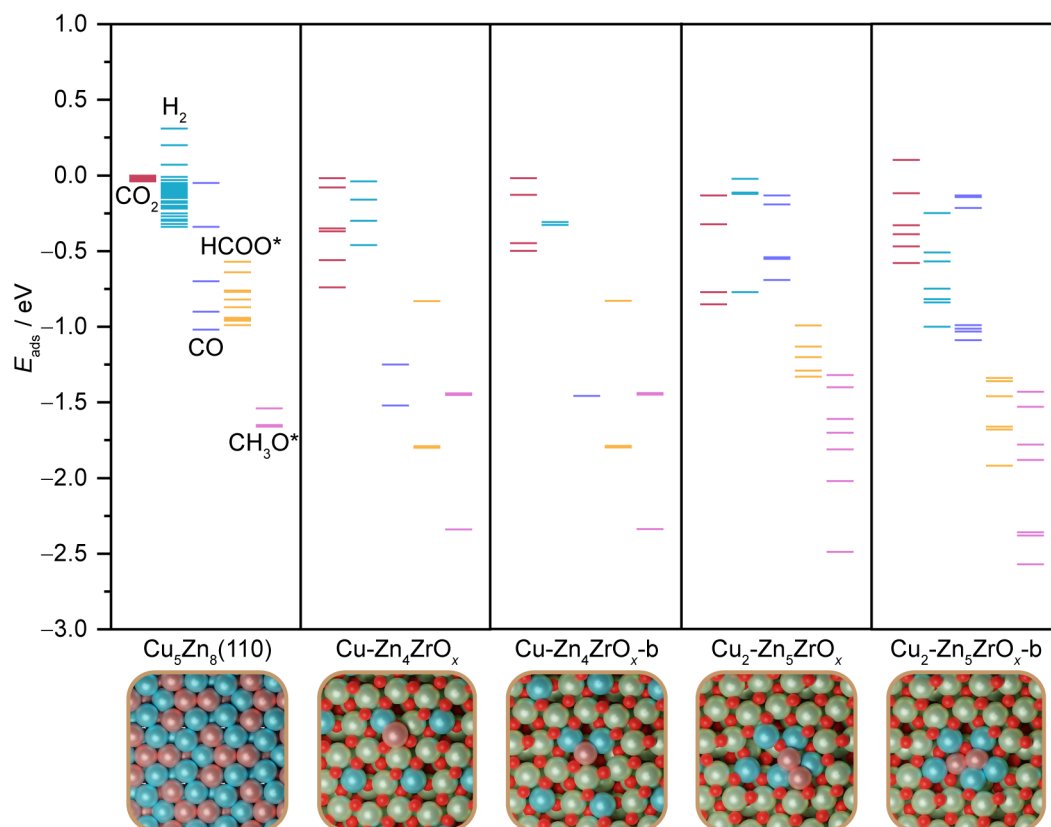 1.0
0.5
0.0
−0.5
−1.0
−1.5
−2.0
−2.5
−3.0
E_ads / eV
H₂
CO₂
HCOO*
CO
CH₃O*
Cu₅Zn₈(110)
Cu-Zn₄ZrOₓ
Cu-Zn₄ZrOₓ-b
Cu₂-Zn₅ZrOₓ
Cu₂-Zn₅ZrOₓ-b